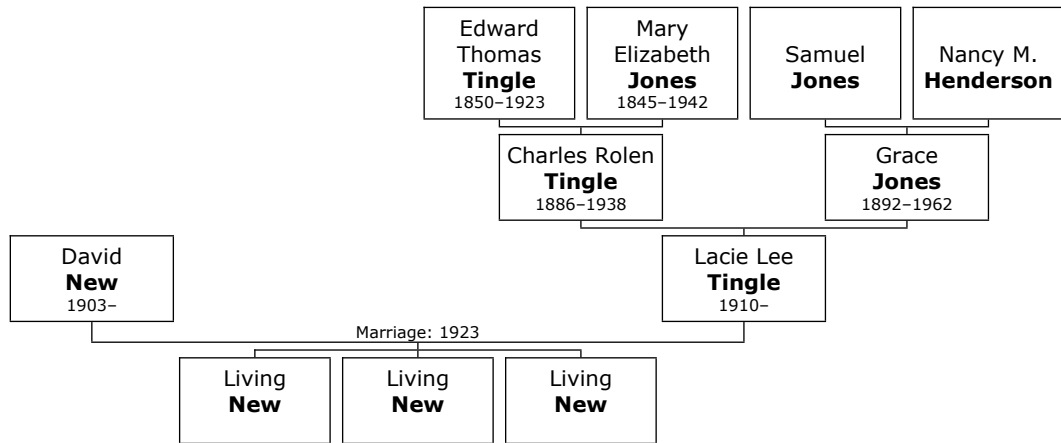 Edward
Thomas
Tingle
1850–1923
Mary
Elizabeth
Jones
1845–1942
Samuel
Jones
Nancy M.
Henderson
Charles Rolen
Tingle
1886–1938
Grace
Jones
1892–1962
David
New
1903–
Lacie Lee
Tingle
1910–
Marriage: 1923
Living
New
Living
New
Living
New